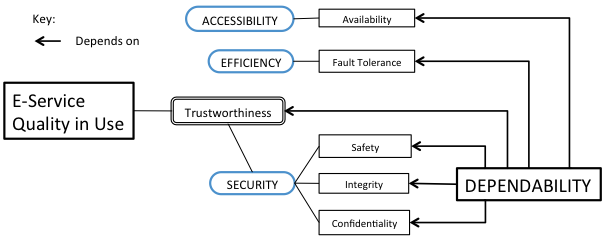 Key:
Depends on
ACCESSIBILITY
Availability
EFFICIENCY
Fault Tolerance
E-Service
Quality in Use
Trustworthiness
Safety
SECURITY
Integrity
DEPENDABILITY
Confidentiality